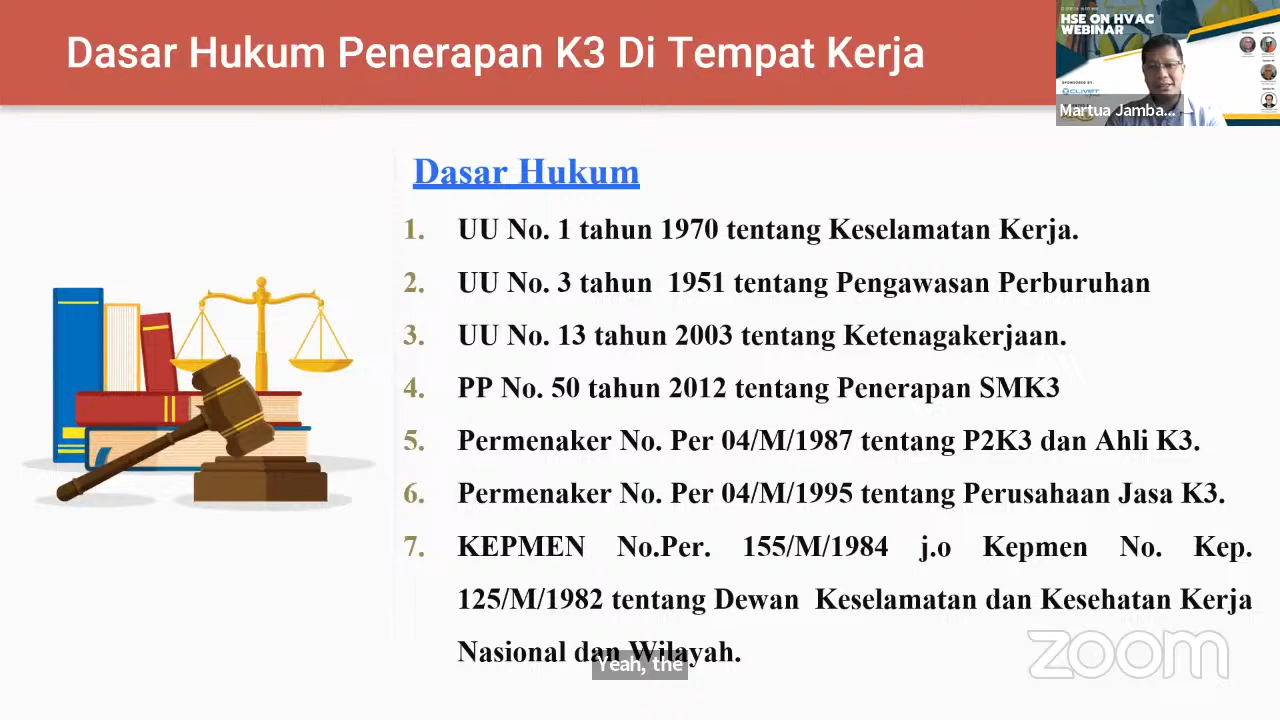 Dasar Hukum Penerapan K3 Di Tempat Kerja
HSE ON HVAC
WEBINAR
SPONSORED BY:
CLIVET
Martua Jamba...
Dasar Hukum
1. UU No. 1 tahun 1970 tentang Keselamatan Kerja.
2. UU No. 3 tahun 1951 tentang Pengawasan Perburuhan
3. UU No. 13 tahun 2003 tentang Ketenagakerjaan.
4. PP No. 50 tahun 2012 tentang Penerapan SMK3
5. Permenaker No. Per 04/M/1987 tentang P2K3 dan Ahli K3.
6. Permenaker No. Per 04/M/1995 tentang Perusahaan Jasa K3.
7. KEPMEN No.Per. 155/M/1984 j.o Kepmen No. Kep.
125/M/1982 tentang Dewan Keselamatan dan Kesehatan Kerja
Nasional dan Wilayah.
Yeah, the
zoom